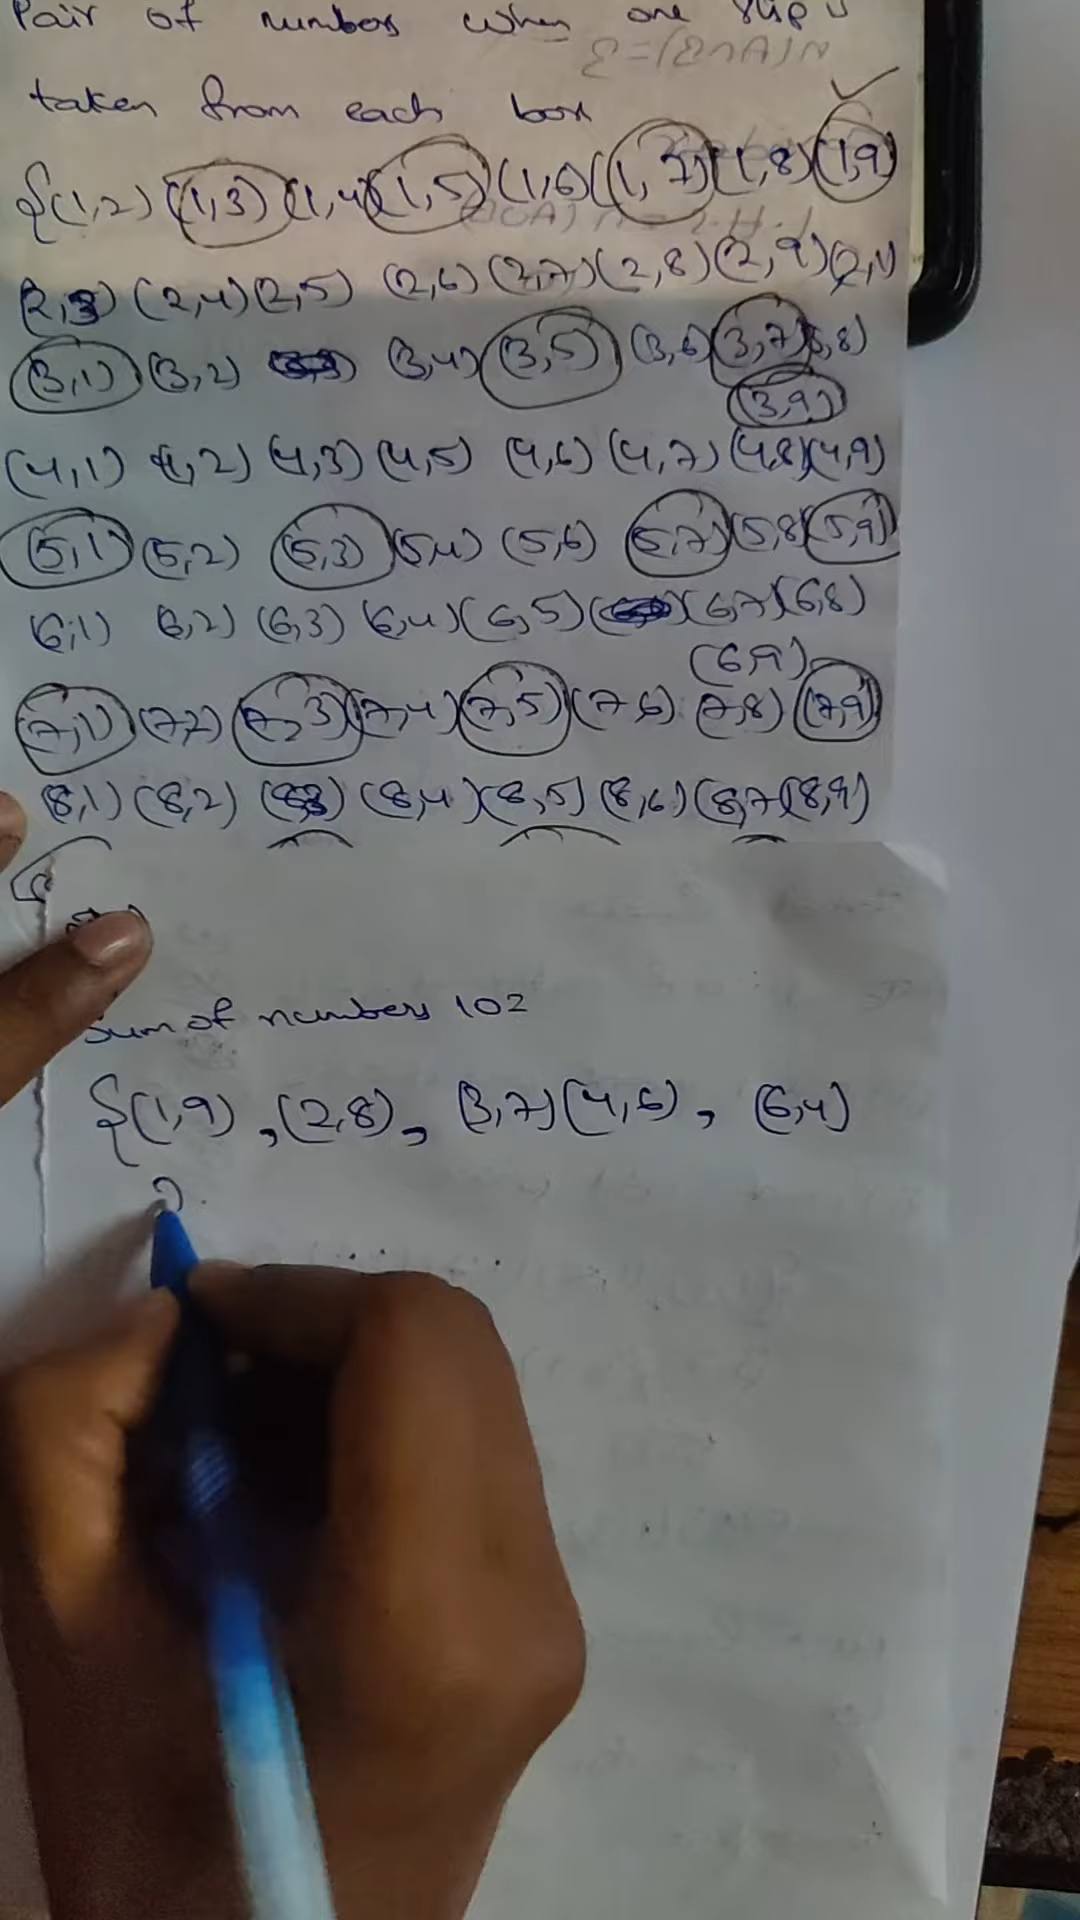 Pair of numbers when one slip is
taken from each box
{(1,2) (1,3) (1,4) (1,5) (1,6) (1,7) (1,8) (1,9)
(2,3) (2,4) (2,5) (2,6) (2,7) (2,8) (2,9) (2,1)
(3,1) (3,2) (3,4) (3,5) (3,6) (3,7) (3,8)
(3,9)
(4,1) (4,2) (4,3) (4,5) (4,6) (4,7) (4,8) (4,9)
(5,1) (5,2) (5,3) (5,4) (5,6) (5,7) (5,8) (5,9)
(6,1) (6,2) (6,3) (6,4) (6,5) (6,7) (6,8)
(6,9)
(7,1) (7,2) (7,3) (7,4) (7,5) (7,6) (7,8) (7,9)
(8,1) (8,2) (8,3) (8,4) (8,5) (8,6) (8,7) (8,9)
Sum of numbers 102
{(1,9), (2,8), (3,7) (4,6), (6,4)